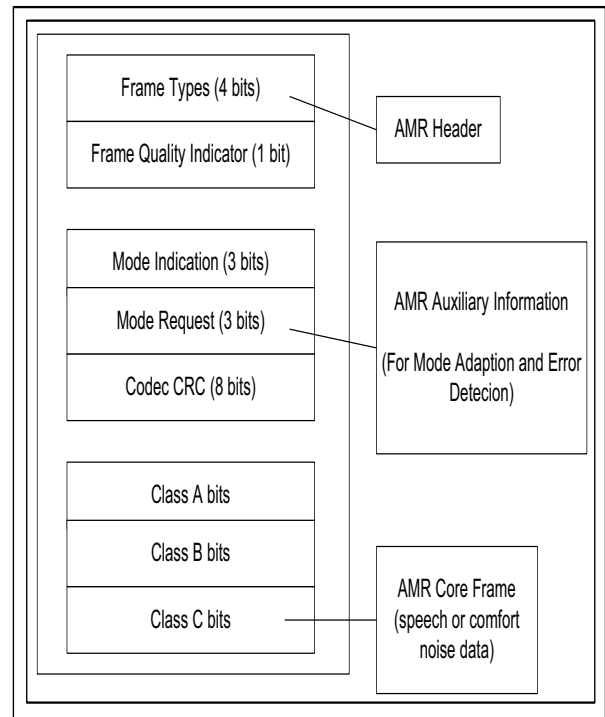 Frame Types (4 bits)
Frame Quality Indicator (1 bit)
AMR Header
Mode Indication (3 bits)
Mode Request (3 bits)
Codec CRC (8 bits)
AMR Auxiliary Information
(For Mode Adaption and Error
Detecion)
Class A bits
Class B bits
Class C bits
AMR Core Frame
(speech or comfort
noise data)